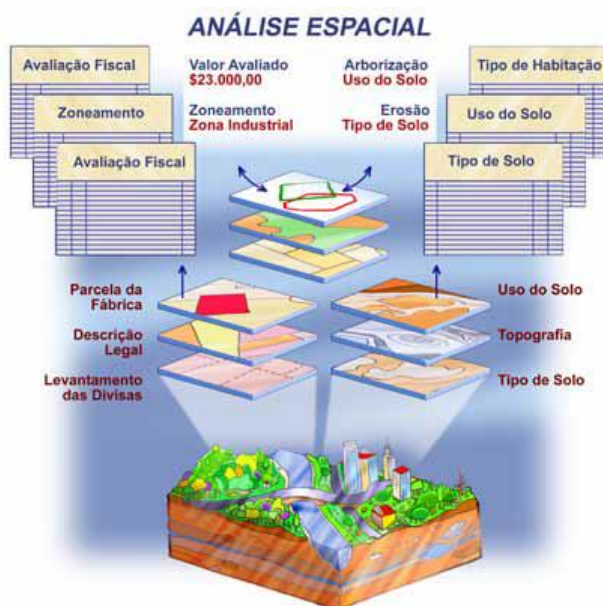 ANÁLISE ESPACIAL
Avaliação Fiscal
Zoneamento
Avaliação Fiscal
Valor Avaliado
$23.000,00
Zoneamento
Zona Industrial
Arborização
Uso do Solo
Erosão
Tipo de Solo
Tipo de Habitação
Uso do Solo
Tipo de Solo
Parcela da
Fábrica
Descrição
Legal
Levantamento
das Divisas
Uso do Solo
Topografia
Tipo de Solo